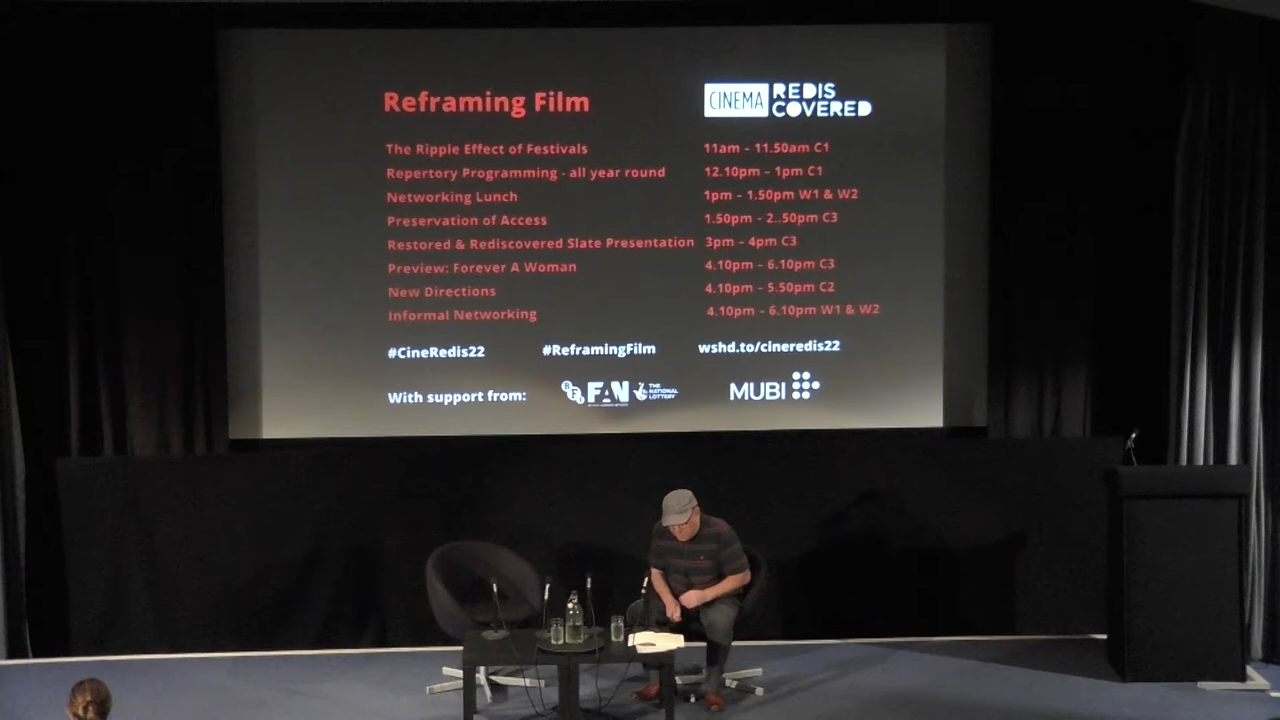 Reframing Film
CINEMA REDIS COVERED
The Ripple Effect of Festivals 11am – 11.50am C1
Repertory Programming - all year round 12.10pm – 1pm C1
Networking Lunch 1pm – 1.50pm W1 & W2
Preservation of Access 1.50pm - 2..50pm C3
Restored & Rediscovered Slate Presentation 3pm – 4pm C3
Preview: Forever A Woman 4.10pm – 6.10pm C3
New Directions 4.10pm – 5.50pm C2
Informal Networking 4.10pm – 6.10pm W1 & W2
#CineRedis22 #ReframingFilm wshd.to/cineredis22
With support from: BFI FAN THE NATIONAL LOTTERY MUBI